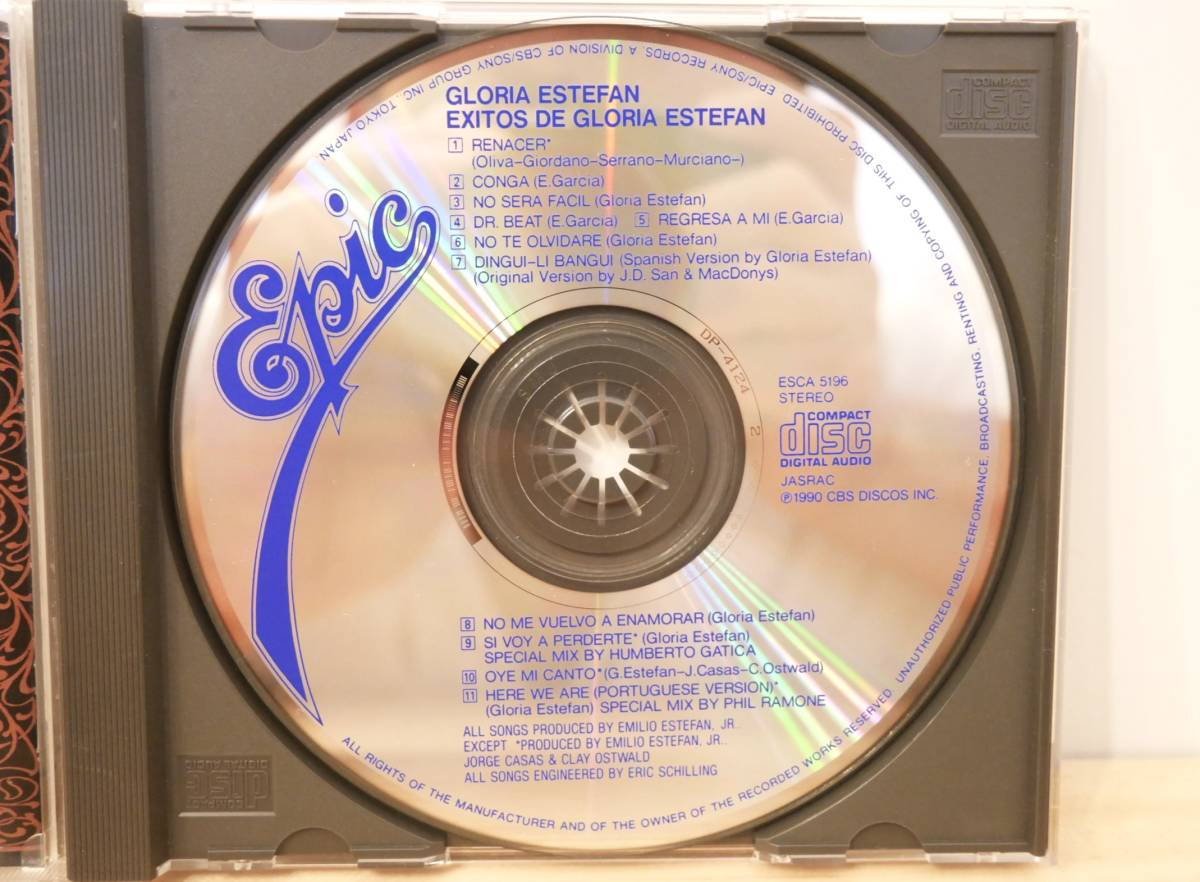 GLORIA ESTEFAN
EXITOS DE GLORIA ESTEFAN
1 RENACER*
(Oliva–Giordano–Serrano–Murciano–)
2 CONGA (E.Garcia)
3 NO SERA FACIL (Gloria Estefan)
4 DR. BEAT (E.Garcia) 5 REGRESA A MI (E.Garcia)
6 NO TE OLVIDARE (Gloria Estefan)
7 DINGUI–LI BANGUI (Spanish Version by Gloria Estefan)
(Original Version by J.D. San & MacDonys)
Epic
DP–4124 2
ESCA 5196
STEREO
COMPACT
disc
DIGITAL AUDIO
JASRAC
Ⓟ1990 CBS DISCOS INC.
8 NO ME VUELVO A ENAMORAR (Gloria Estefan)
9 SI VOY A PERDERTE* (Gloria Estefan)
SPECIAL MIX BY HUMBERTO GATICA
10 OYE MI CANTO* (G.Estefan–J.Casas–C.Ostwald)
11 HERE WE ARE (PORTUGUESE VERSION)*
(Gloria Estefan) SPECIAL MIX BY PHIL RAMONE
ALL SONGS PRODUCED BY EMILIO ESTEFAN, JR..
EXCEPT *PRODUCED BY EMILIO ESTEFAN, JR..
JORGE CASAS & CLAY OSTWALD
ALL SONGS ENGINEERED BY ERIC SCHILLING
ALL RIGHTS OF THE MANUFACTURER AND OF THE OWNER OF THE RECORDED WORKS RESERVED. UNAUTHORIZED PUBLIC PERFORMANCE, BROADCASTING, RENTING AND COPYING OF THIS DISC PROHIBITED. EPIC/SONY RECORDS, A DIVISION OF CBS/SONY GROUP INC. TOKYO JAPAN
COMPACT
disc
DIGITAL AUDIO
COMPACT
disc
DIGITAL AUDIO